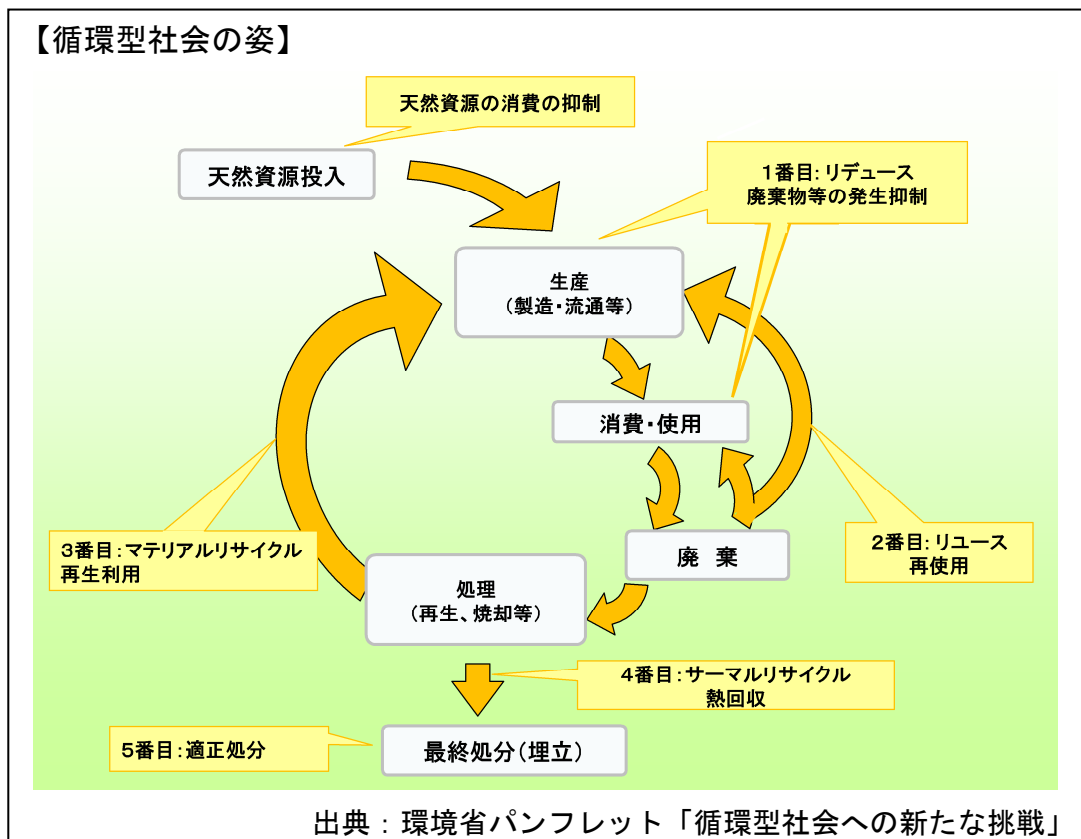 【循環型社会の姿】
天然資源の消費の抑制
天然資源投入
1番目：リデュース
廃棄物等の発生抑制
生産
（製造・流通等）
消費・使用
3番目：マテリアルリサイクル
再生利用
廃　棄
2番目：リユース
再使用
処理
（再生、焼却等）
4番目：サーマルリサイクル
熱回収
5番目：適正処分
最終処分（埋立）
出典：環境省パンフレット「循環型社会への新たな挑戦」